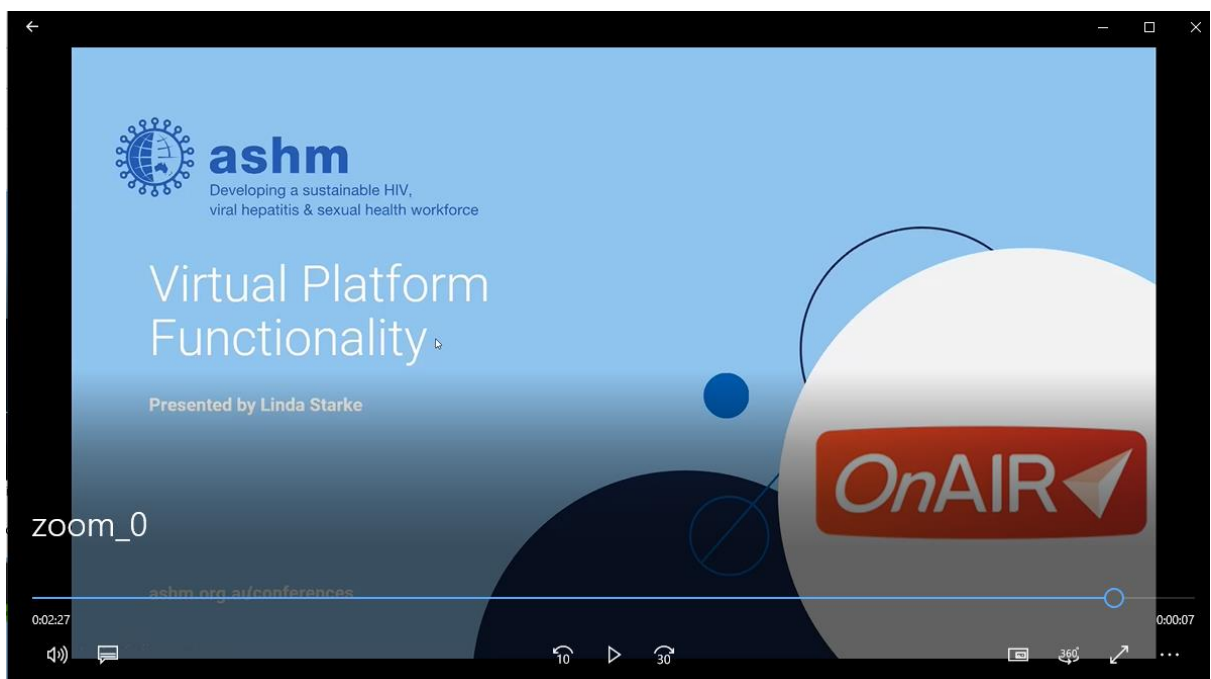 ashm
Developing a sustainable HIV,
viral hepatitis & sexual health workforce
Virtual Platform
Functionality
Presented by Linda Starke
OnAIR
zoom_0
ashm.org.au/conferences
0:02:27
0:00:07
10
30
360°